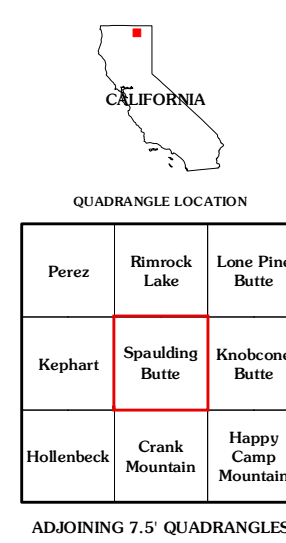 CALIFORNIA
QUADRANGLE LOCATION
Perez
Rimrock
Lake
Lone Pine
Butte
Kephart
Spaulding
Butte
Knobcone
Butte
Hollenbeck
Crank
Mountain
Happy
Camp
Mountain
ADJOINING 7.5' QUADRANGLES